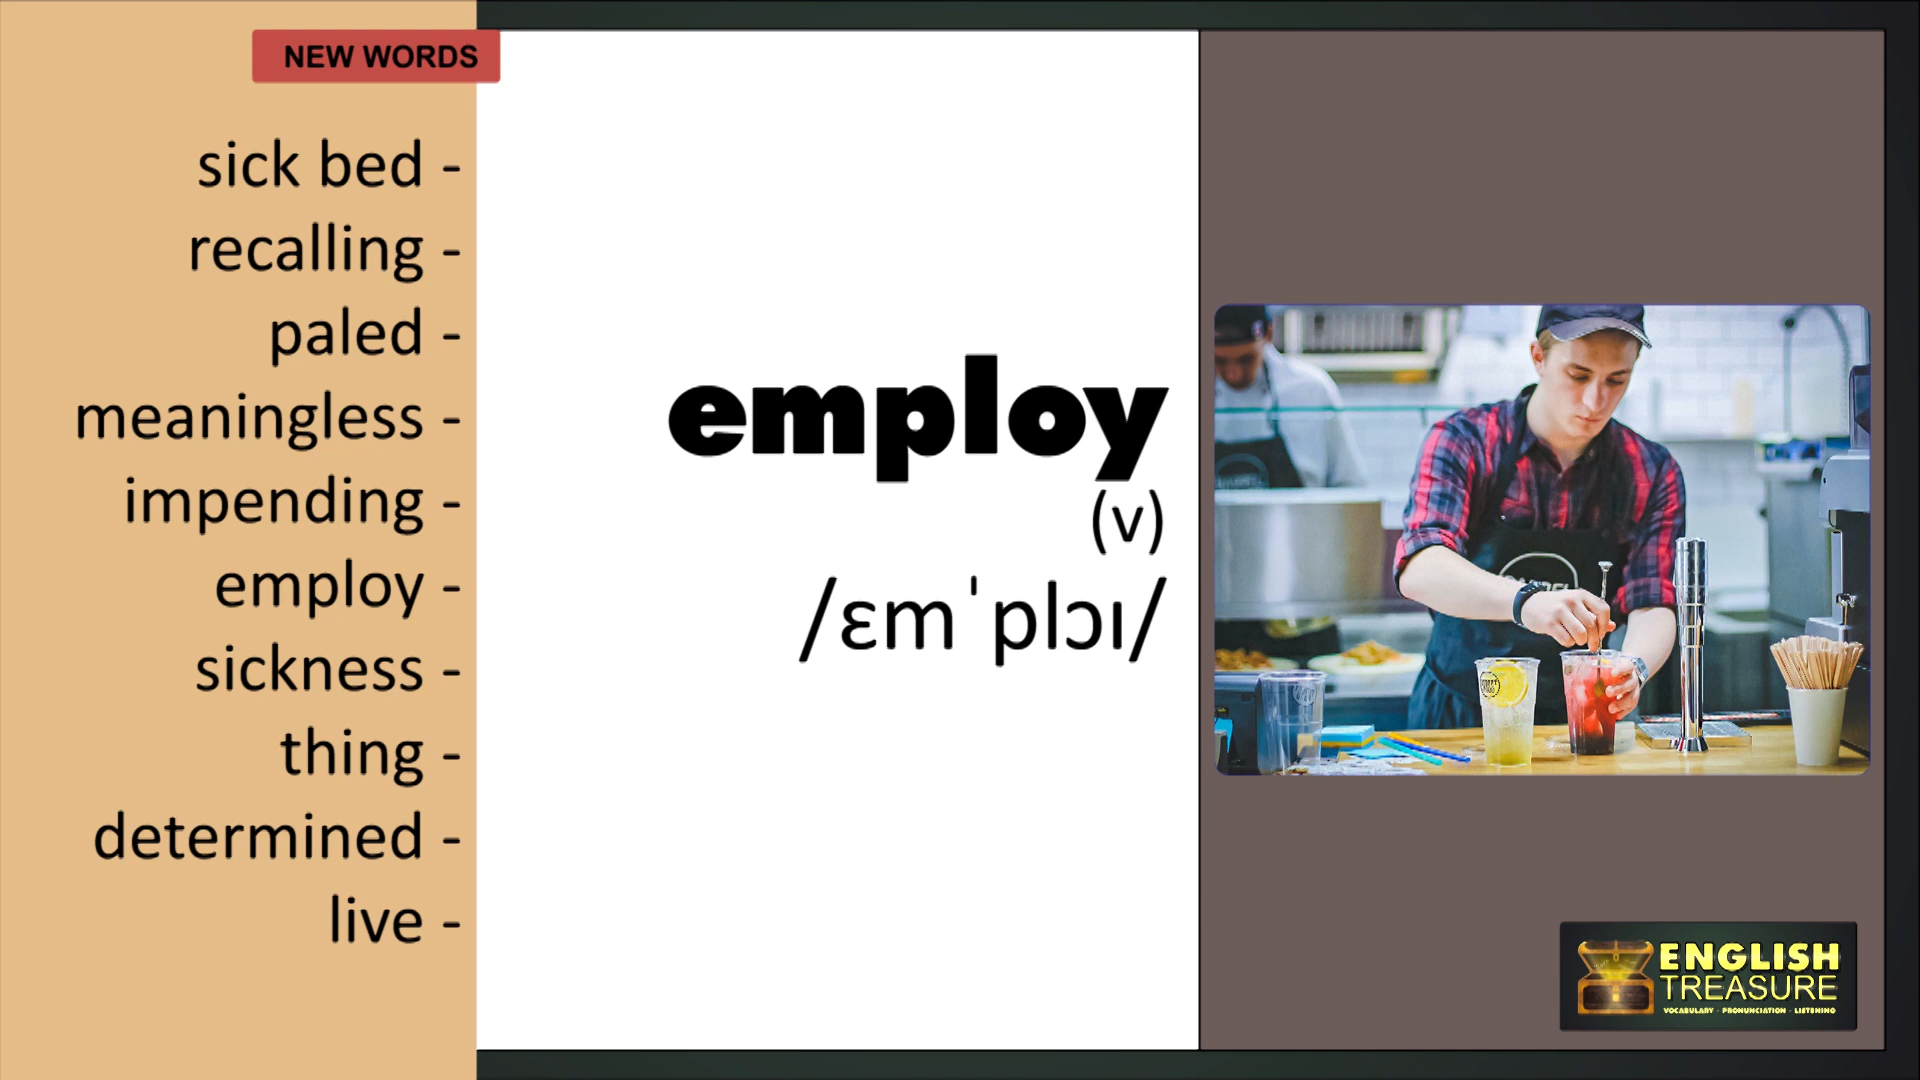 NEW WORDS
sick bed -
recalling -
paled -
meaningless -
impending -
employ -
sickness -
thing -
determined -
live -
employ
(v)
/ɛmˈplɔɪ/
ENGLISH
TREASURE
VOCABULARY - PRONUNCIATION - LISTENING